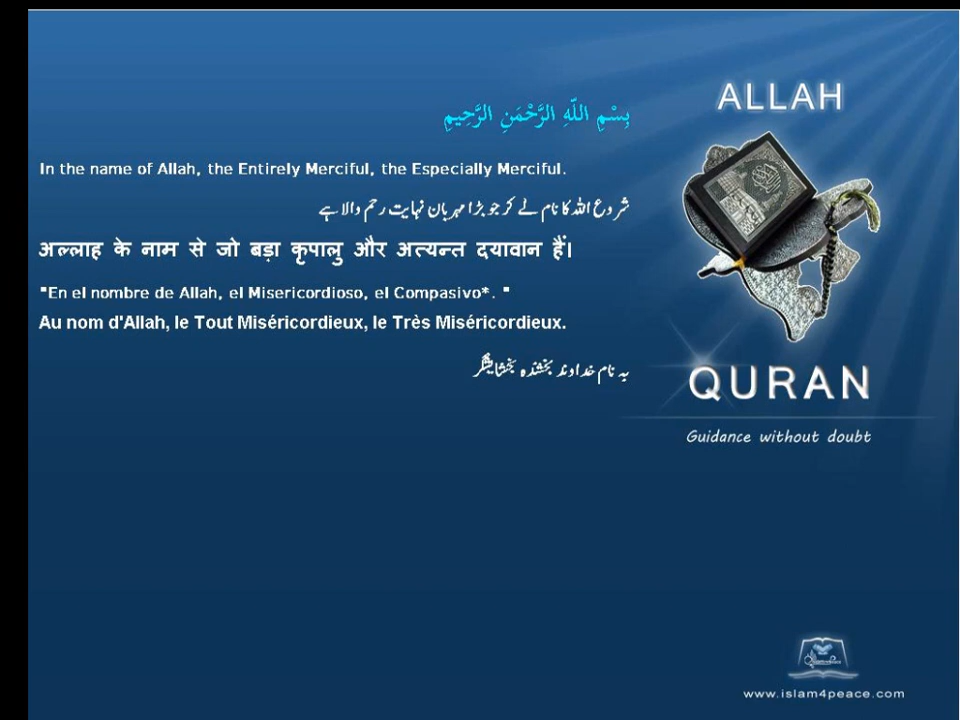 بِسْمِ اللّهِ الرَّحْمَنِ الرَّحِيمِ
In the name of Allah, the Entirely Merciful, the Especially Merciful.
شروع الله کا نام لے کر جو بڑا مہربان نہایت رحم والا ہے
अल्लाह के नाम से जो बड़ा कृपालु और अत्यन्त दयावान हैं।
"En el nombre de Allah, el Misericordioso, el Compasivo*. "
Au nom d'Allah, le Tout Miséricordieux, le Très Miséricordieux.
به نام خداوند بخشنده بخشایشگر
ALLAH
QURAN
Guidance without doubt
www.islam4peace.com